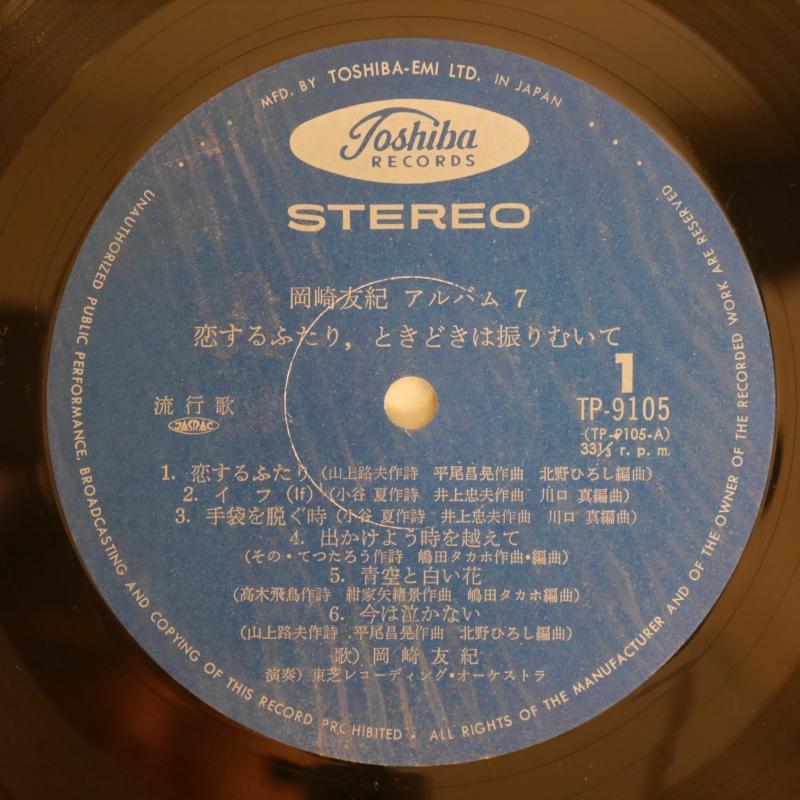 MFD. BY TOSHIBA-EMI LTD. IN JAPAN
Toshiba
RECORDS
STEREO
岡崎友紀 アルバム 7
恋するふたり, ときどきは振りむいて
1
流行歌
JASRAC
TP-9105
(TP-9105-A)
33⅓ r. p. m.
1. 恋するふたり (山上路夫作詩 平尾昌晃作曲 北野ひろし編曲)
2. イフ (If) (小谷 夏作詩 井上忠夫作曲 川口 真編曲)
3. 手袋を脱ぐ時 (小谷 夏作詩 井上忠夫作曲 川口 真編曲)
4. 出かけよう時を越えて
(その・てつたろう作詩 嶋田タカホ作曲・編曲)
5. 青空と白い花
(高木飛鳥作詩 紺家矢緒景作曲 嶋田タカホ編曲)
6. 今は泣かない
(山上路夫作詩 平尾昌晃作曲 北野ひろし編曲)
歌) 岡崎友紀
演奏) 東芝レコーディング・オーケストラ
UNAUTHORIZED PUBLIC PERFORMANCE, BROADCASTING AND COPYING OF THIS RECORD PROHIBITED · ALL RIGHTS OF THE MANUFACTURER AND OF THE OWNER OF THE RECORDED WORK ARE RESERVED